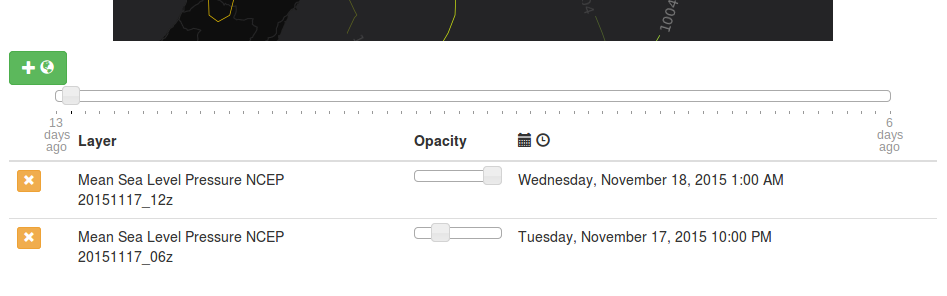 1004
13
days
ago
6
days
ago
Layer
Opacity
Mean Sea Level Pressure NCEP
20151117_12z
Wednesday, November 18, 2015 1:00 AM
Mean Sea Level Pressure NCEP
20151117_06z
Tuesday, November 17, 2015 10:00 PM